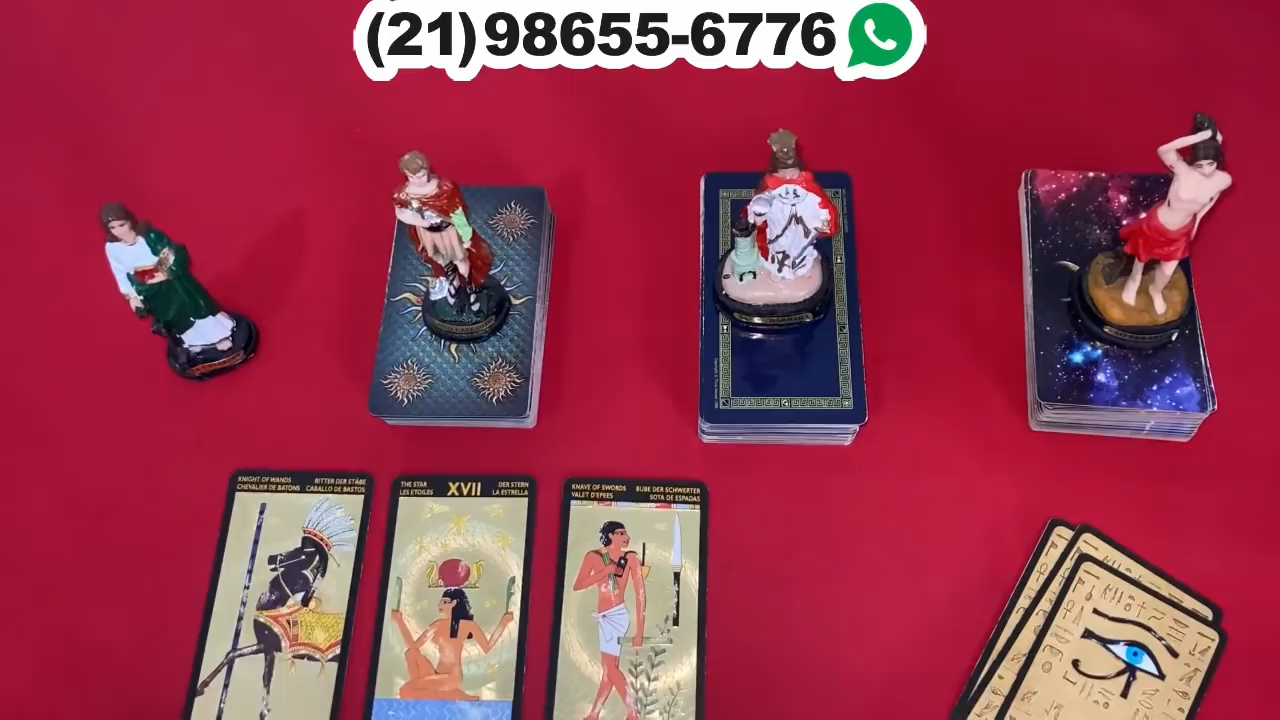 (21)98655-6776
KNIGHT OF WANDS RITTER DER STÄBE
CHEVALIER DE BATONS CABALLO DE BASTOS
THE STAR XVII DER STERN
LES ETOILES LA ESTRELLA
KNAVE OF SWORDS BUBE DER SCHWERTER
VALET D'EPEES SOTA DE ESPADAS